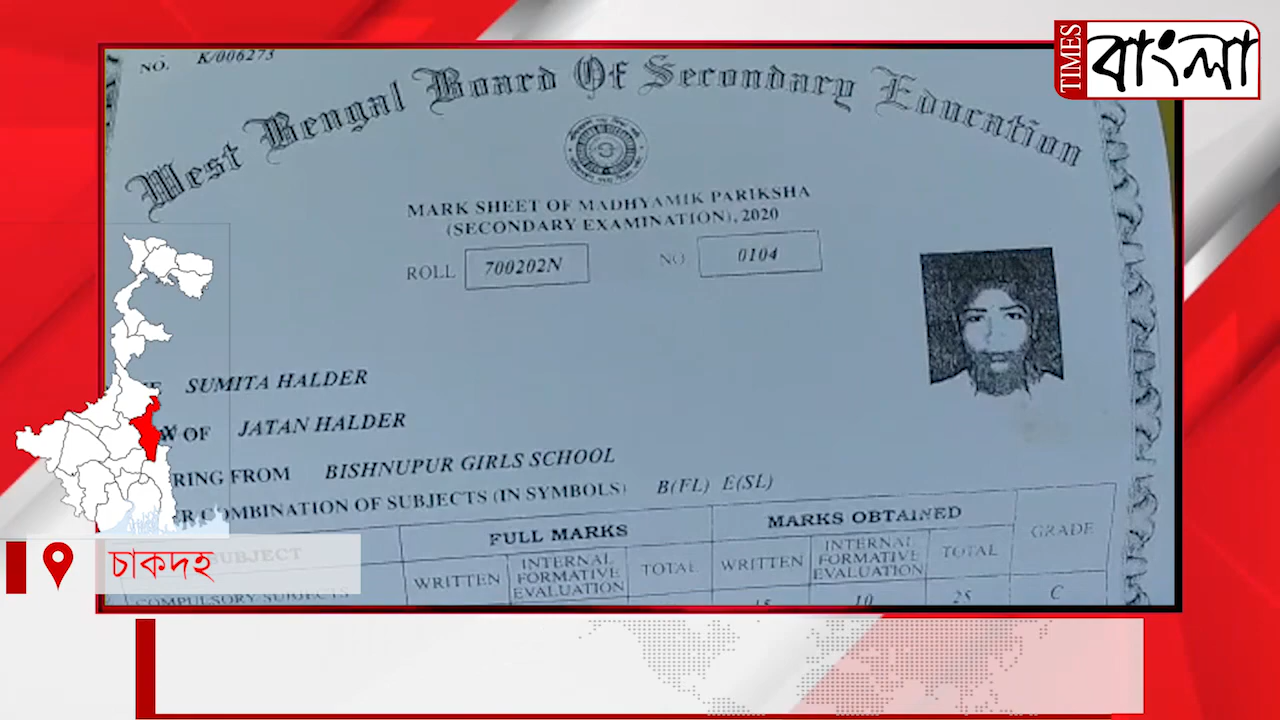 TIMES
বাংলা
NO. K/006273
West Bengal Board Of Secondary Education
MARK SHEET OF MADHYAMIK PARIKSHA
(SECONDARY EXAMINATION), 2020
ROLL 700202N NO 0104
SUMITA HALDER
OF JATAN HALDER
RING FROM BISHNUPUR GIRLS SCHOOL
COMBINATION OF SUBJECTS (IN SYMBOLS) B(FL) E(SL)
SUBJECT FULL MARKS MARKS OBTAINED GRADE
WRITTEN INTERNAL FORMATIVE EVALUATION TOTAL WRITTEN INTERNAL FORMATIVE EVALUATION TOTAL
COMPULSORY SUBJECTS 15 10 25 C
চাকদহ